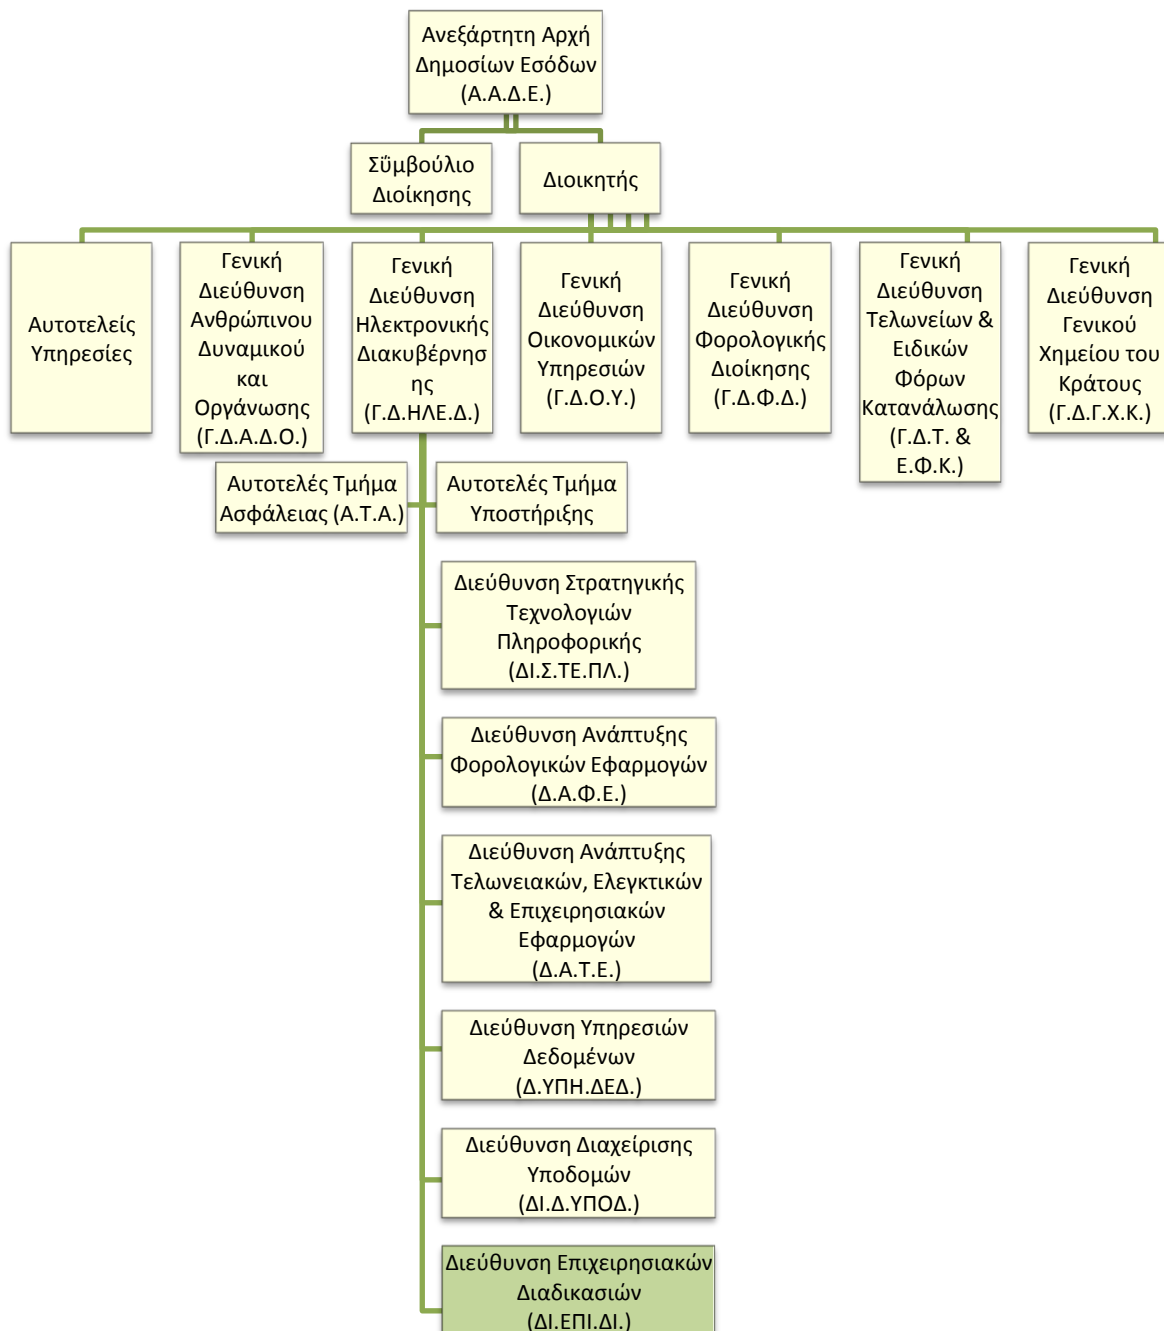 Ανεξάρτητη Αρχή
Δημοσίων Εσόδων
(Α.Α.Δ.Ε.)
Σΰμβούλιο
Διοίκησης
Διοικητής
Αυτοτελείς
Υπηρεσίες
Γενική
Διεύθυνση
Ανθρώπινου
Δυναμικού
και
Οργάνωσης
(Γ.Δ.Α.Δ.Ο.)
Γενική
Διεύθυνση
Ηλεκτρονικής
Διακυβέρνησ
ης
(Γ.Δ.ΗΛΕ.Δ.)
Γενική
Διεύθυνση
Οικονομικών
Υπηρεσιών
(Γ.Δ.Ο.Υ.)
Γενική
Διεύθυνση
Φορολογικής
Διοίκησης
(Γ.Δ.Φ.Δ.)
Γενική
Διεύθυνση
Τελωνείων &
Ειδικών
Φόρων
Κατανάλωσης
(Γ.Δ.Τ. &
Ε.Φ.Κ.)
Γενική
Διεύθυνση
Γενικού
Χημείου του
Κράτους
(Γ.Δ.Γ.Χ.Κ.)
Αυτοτελές Τμήμα
Ασφάλειας (Α.Τ.Α.)
Αυτοτελές Τμήμα
Υποστήριξης
Διεύθυνση Στρατηγικής
Τεχνολογιών
Πληροφορικής
(ΔΙ.Σ.ΤΕ.ΠΛ.)
Διεύθυνση Ανάπτυξης
Φορολογικών Εφαρμογών
(Δ.Α.Φ.Ε.)
Διεύθυνση Ανάπτυξης
Τελωνειακών, Ελεγκτικών
& Επιχειρησιακών
Εφαρμογών
(Δ.Α.Τ.Ε.)
Διεύθυνση Υπηρεσιών
Δεδομένων
(Δ.ΥΠΗ.ΔΕΔ.)
Διεύθυνση Διαχείρισης
Υποδομών
(ΔΙ.Δ.ΥΠΟΔ.)
Διεύθυνση Επιχειρησιακών
Διαδικασιών
(ΔΙ.ΕΠΙ.ΔΙ.)